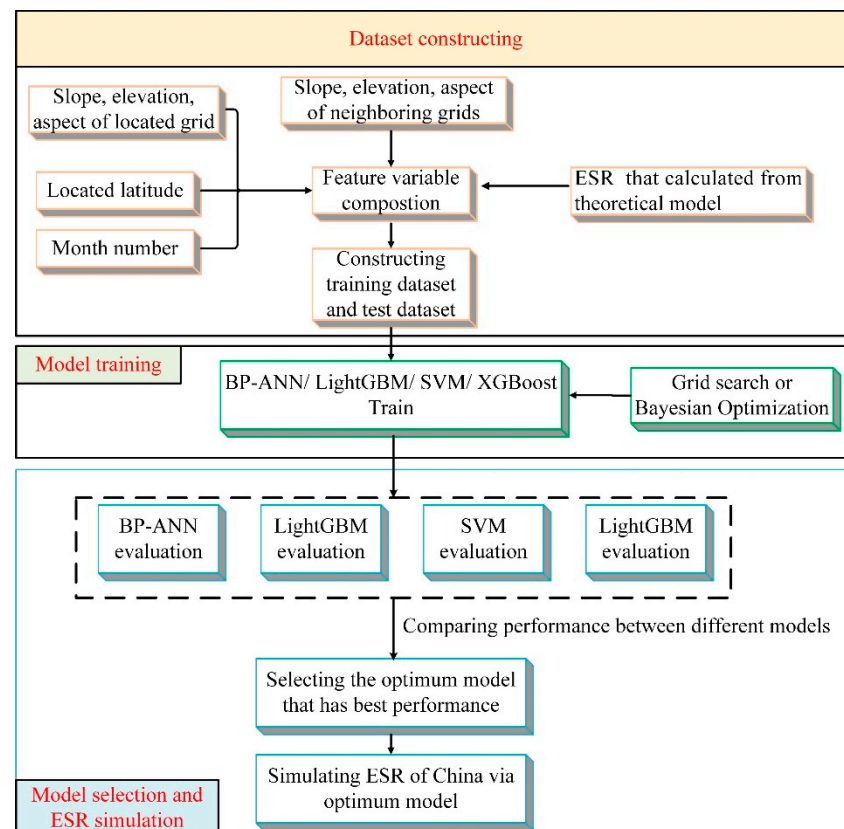 Dataset constructing
Slope, elevation,
aspect of located grid
Slope, elevation, aspect
of neighboring grids
Located latitude
Feature variable
compostion
ESR that calculated from
theoretical model
Month number
Constructing
training dataset
and test dataset
Model training
BP-ANN/ LightGBM/ SVM/ XGBoost
Train
Grid search or
Bayesian Optimization
BP-ANN
evaluation
LightGBM
evaluation
SVM
evaluation
LightGBM
evaluation
Comparing performance between different models
Selecting the optimum model
that has best performance
Simulating ESR of China via
optimum model
Model selection and
ESR simulation